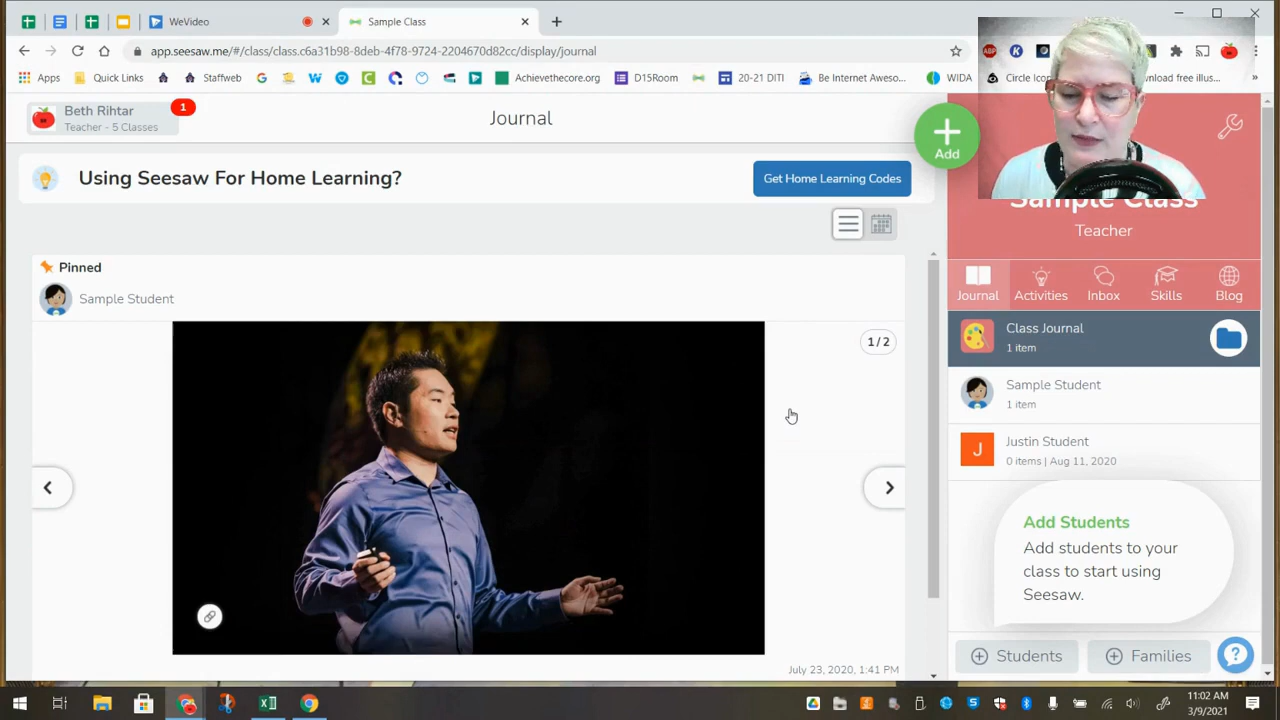 WeVideo
Sample Class
app.seesaw.me/#/class/class.c6a31b98-8deb-4f78-9724-2204670d82cc/display/journal
Apps Quick Links Staffweb Achievethecore.org D15Room 20-21 DITI Be Internet Aweso... WIDA Circle Ico wnload free illus...
Beth Rihtar
Teacher - 5 Classes
1
Journal
Add
Using Seesaw For Home Learning?
Get Home Learning Codes
Sample Class
Teacher
Journal Activities Inbox Skills Blog
Pinned
Sample Student
1 / 2
July 23, 2020, 1:41 PM
Class Journal
1 item
Sample Student
1 item
J
Justin Student
0 items | Aug 11, 2020
Add Students
Add students to your
class to start using
Seesaw.
Students
Families
11:02 AM
3/9/2021